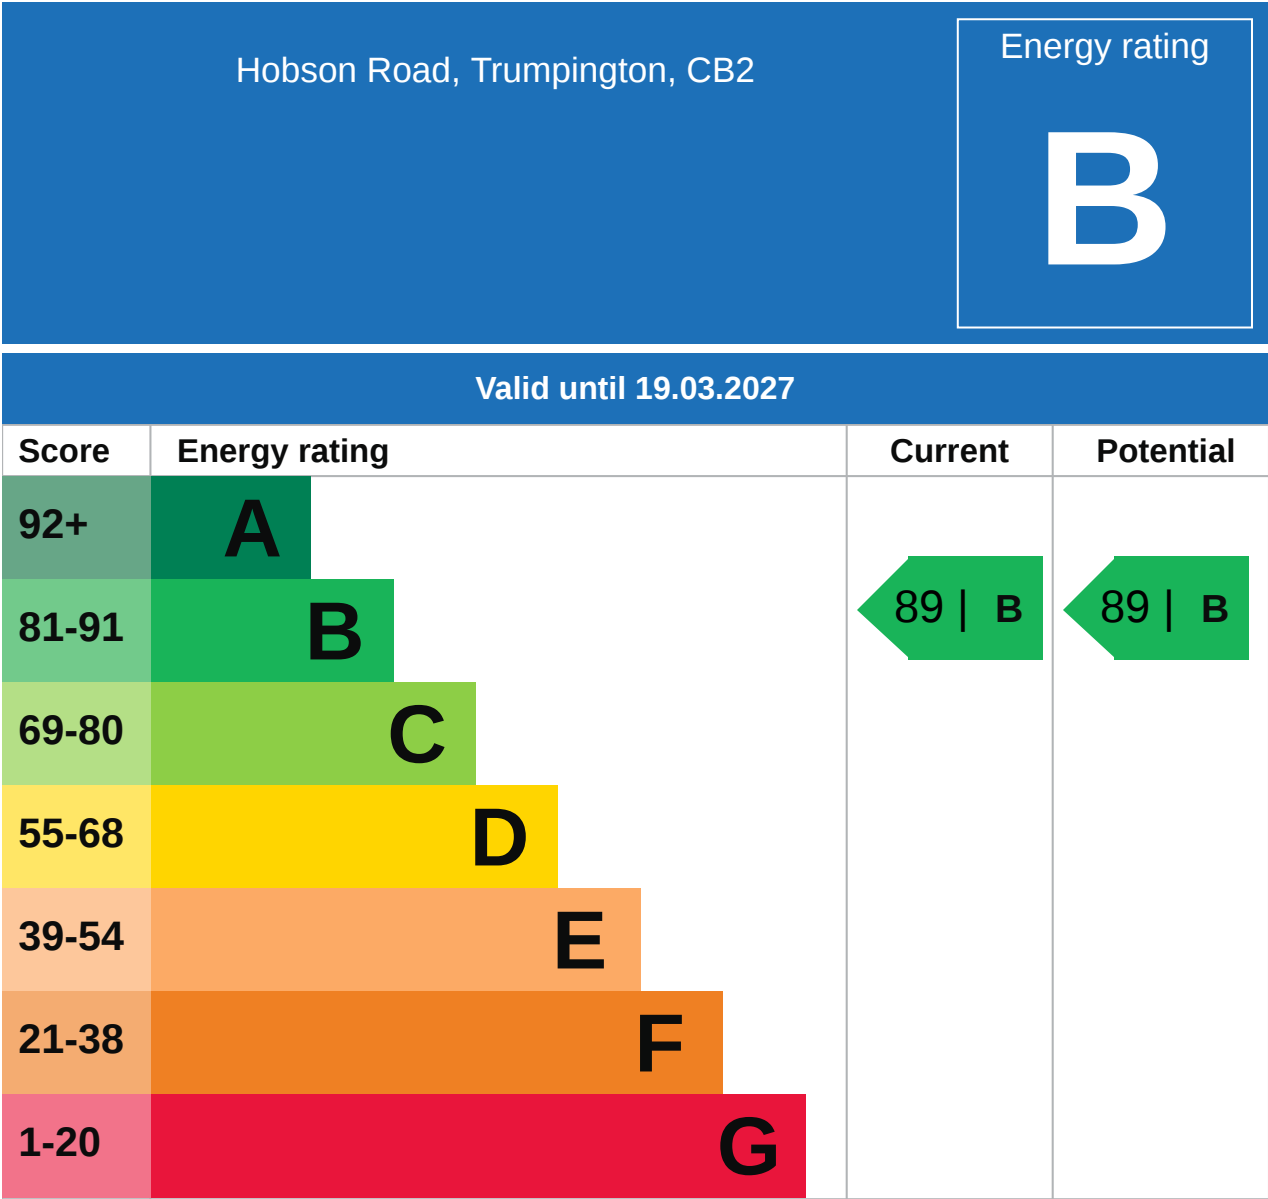 Hobson Road, Trumpington, CB2
Energy rating
B
Valid until 19.03.2027
Score Energy rating Current Potential
92+ A
81-91 B 89 | B 89 | B
69-80 C
55-68 D
39-54 E
21-38 F
1-20 G